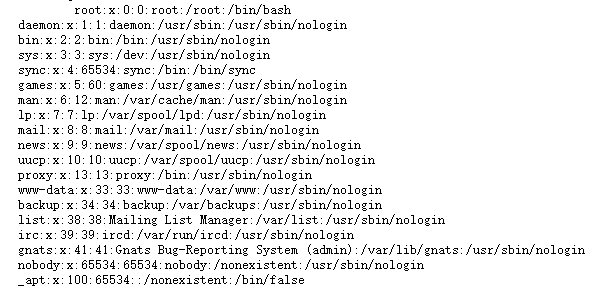 root:x:0:0:root:/root:/bin/bash
daemon:x:1:1:daemon:/usr/sbin:/usr/sbin/nologin
bin:x:2:2:bin:/bin:/usr/sbin/nologin
sys:x:3:3:sys:/dev:/usr/sbin/nologin
sync:x:4:65534:sync:/bin:/bin/sync
games:x:5:60:games:/usr/games:/usr/sbin/nologin
man:x:6:12:man:/var/cache/man:/usr/sbin/nologin
lp:x:7:7:lp:/var/spool/lpd:/usr/sbin/nologin
mail:x:8:8:mail:/var/mail:/usr/sbin/nologin
news:x:9:9:news:/var/spool/news:/usr/sbin/nologin
uucp:x:10:10:uucp:/var/spool/uucp:/usr/sbin/nologin
proxy:x:13:13:proxy:/bin:/usr/sbin/nologin
www-data:x:33:33:www-data:/var/www:/usr/sbin/nologin
backup:x:34:34:backup:/var/backups:/usr/sbin/nologin
list:x:38:38:Mailing List Manager:/var/list:/usr/sbin/nologin
irc:x:39:39:ircd:/var/run/ircd:/usr/sbin/nologin
gnats:x:41:41:Gnats Bug-Reporting System (admin):/var/lib/gnats:/usr/sbin/nologin
nobody:x:65534:65534:nobody:/nonexistent:/usr/sbin/nologin
_apt:x:100:65534::/nonexistent:/bin/false